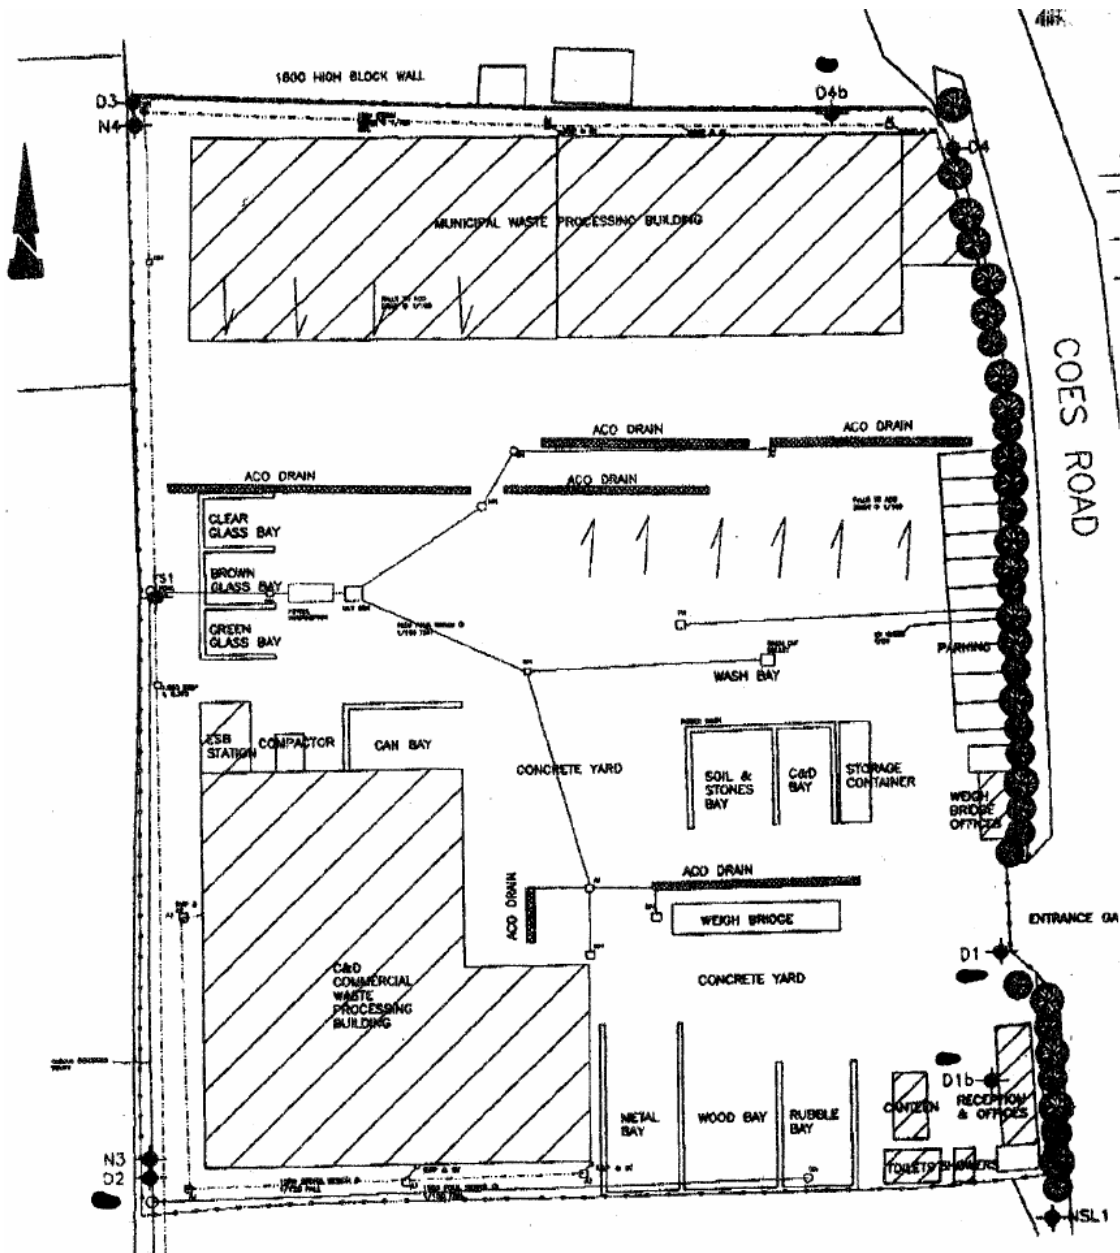 1800 HIGH BLOCK WALL
D3
D4b
N4
D4
MUNICIPAL WASTE PROCESSING BUILDING
COES ROAD
ACO DRAIN
ACO DRAIN
ACO DRAIN
ACO DRAIN
CLEAR
GLASS BAY
BROWN
GLASS BAY
GREEN
GLASS BAY
PARKING
WASH BAY
ESB
STATION
COMPACTOR
CAN BAY
CONCRETE YARD
SOIL &
STONES
BAY
C&D
BAY
STORAGE
CONTAINER
WEIGH
BRIDGE
OFFICES
ACO DRAIN
ACO DRAIN
WEIGH BRIDGE
ENTRANCE GA
D1
C&D
COMMERCIAL
WASTE
PROCESSING
BUILDING
CONCRETE YARD
D1b
CANTEEN
RECEPTION
& OFFICES
METAL
BAY
WOOD BAY
RUBBLE
BAY
N3
D2
TOILETS
SHOWERS
NSL1